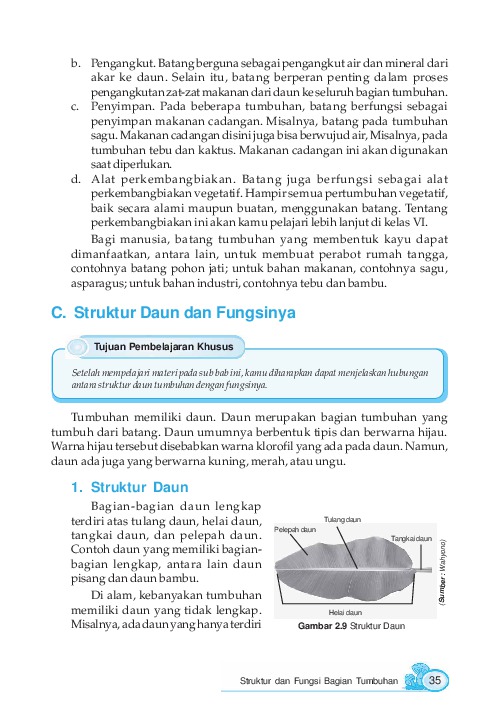 b. Pengangkut. Batang berguna sebagai pengangkut air dan mineral dari
akar ke daun. Selain itu, batang berperan penting dalam proses
pengangkutan zat-zat makanan dari daun ke seluruh bagian tumbuhan.
c. Penyimpan. Pada beberapa tumbuhan, batang berfungsi sebagai
penyimpan makanan cadangan. Misalnya, batang pada tumbuhan
sagu. Makanan cadangan disini juga bisa berwujud air, Misalnya, pada
tumbuhan tebu dan kaktus. Makanan cadangan ini akan digunakan
saat diperlukan.
d. Alat perkembangbiakan. Batang juga berfungsi sebagai alat
perkembangbiakan vegetatif. Hampir semua pertumbuhan vegetatif,
baik secara alami maupun buatan, menggunakan batang. Tentang
perkembangbiakan ini akan kamu pelajari lebih lanjut di kelas VI.
Bagi manusia, batang tumbuhan yang membentuk kayu dapat
dimanfaatkan, antara lain, untuk membuat perabot rumah tangga,
contohnya batang pohon jati; untuk bahan makanan, contohnya sagu,
asparagus; untuk bahan industri, contohnya tebu dan bambu.
C. Struktur Daun dan Fungsinya
Tujuan Pembelajaran Khusus
Setelah mempelajari materi pada sub bab ini, kamu diharapkan dapat menjelaskan hubungan
antara struktur daun tumbuhan dengan fungsinya.
Tumbuhan memiliki daun. Daun merupakan bagian tumbuhan yang
tumbuh dari batang. Daun umumnya berbentuk tipis dan berwarna hijau.
Warna hijau tersebut disebabkan warna klorofil yang ada pada daun. Namun,
daun ada juga yang berwarna kuning, merah, atau ungu.
1. Struktur Daun
Bagian-bagian daun lengkap
terdiri atas tulang daun, helai daun,
tangkai daun, dan pelepah daun.
Contoh daun yang memiliki bagian-
bagian lengkap, antara lain daun
pisang dan daun bambu.
Di alam, kebanyakan tumbuhan
memiliki daun yang tidak lengkap.
Misalnya, ada daun yang hanya terdiri
Tulang daun
Pelepah daun
Tangkai daun
Helai daun
(Sumber: Wahyono)
Gambar 2.9 Struktur Daun
Struktur dan Fungsi Bagian Tumbuhan 35